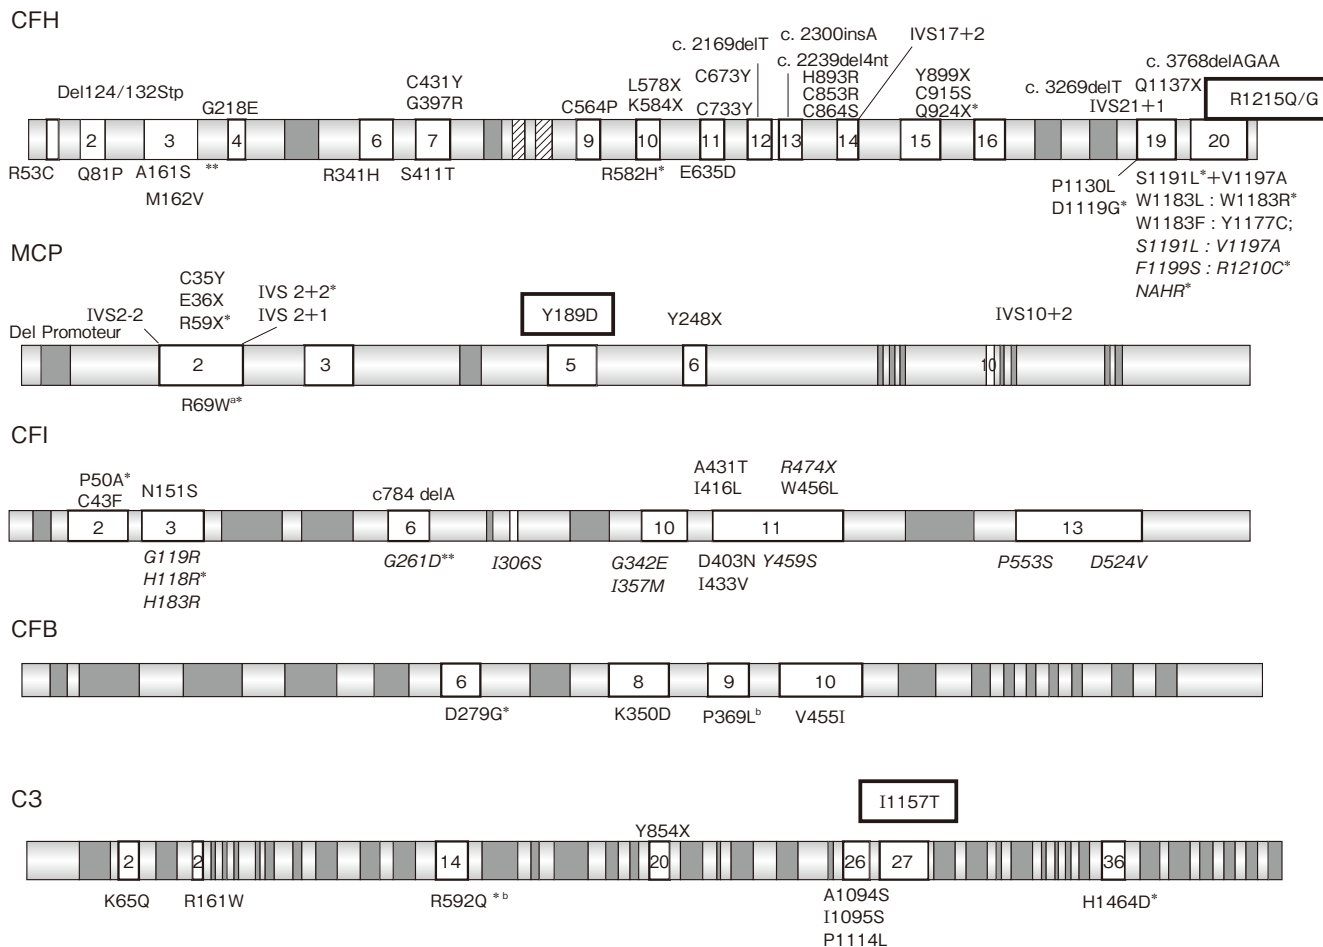 CFH
c. 2300insA
IVS17+2
c. 2169delT
c. 2239del4nt
c. 3768delAGAA
Del124/132Stp
G218E
C431Y
G397R
C564P
L578X
K584X
C673Y
C733Y
H893R
C853R
C864S
Y899X
C915S
Q924X*
c. 3269delT
IVS21+1
Q1137X
R1215Q/G
2 3 4 6 7 9 10 11 12 13 14 15 16 19 20
R53C
Q81P
A161S
M162V
**
R341H
S411T
R582H*
E635D
P1130L
D1119G*
S1191L*+V1197A
W1183L : W1183R*
W1183F : Y1177C;
S1191L : V1197A
F1199S : R1210C*
NAHR*
MCP
Del Promoteur
IVS2-2
C35Y
E36X
R59X*
IVS 2+2*
IVS 2+1
Y189D
Y248X
IVS10+2
2 3 5 6 10
R69Wa*
CFI
P50A*
C43F
N151S
c784 delA
A431T
I416L
R474X
W456L
2 3 6 10 11 13
G119R
H118R*
H183R
G261D**
I306S
G342E
I357M
D403N
I433V
Y459S
P553S
D524V
CFB
6 8 9 10
D279G*
K350D
P369Lb
V455I
C3
Y854X
I1157T
2 2 14 20 26 27 36
K65Q
R161W
R592Q *b
A1094S
I1095S
P1114L
H1464D*